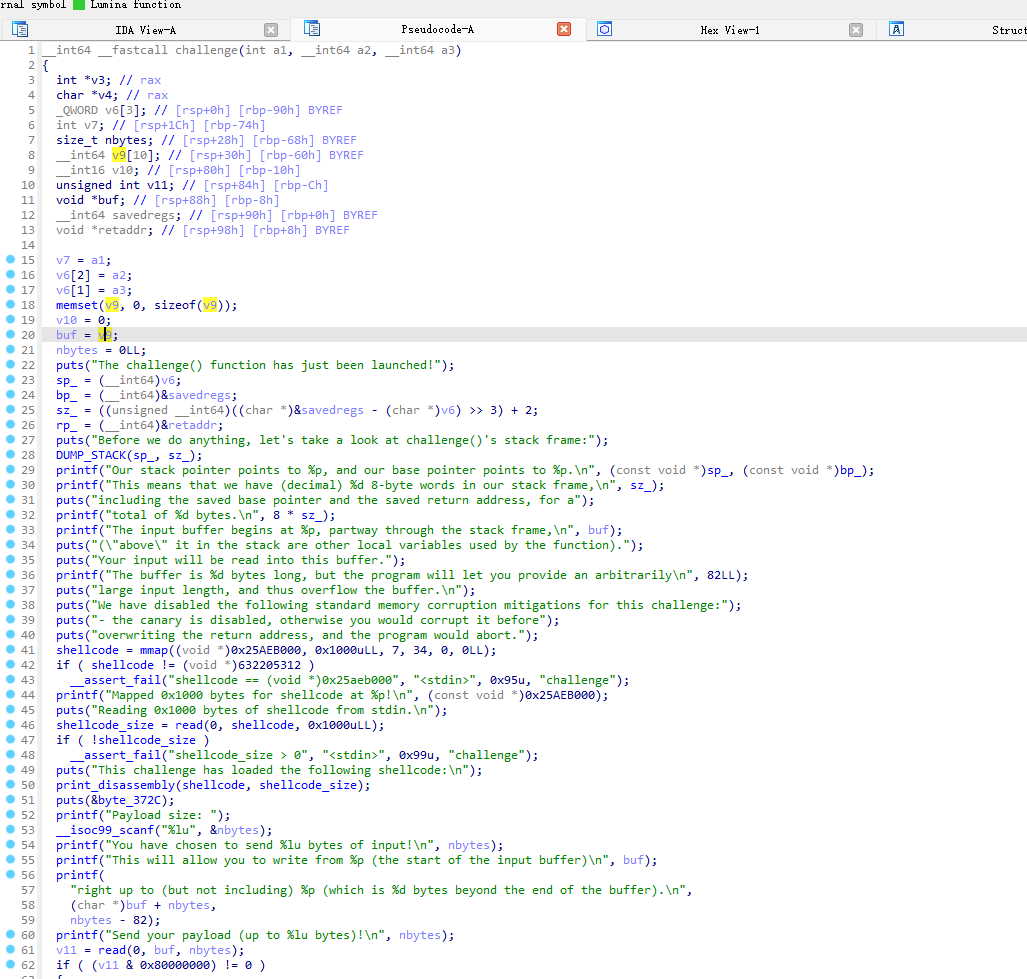 rnal symbol Lumina function
IDA View-A Pseudocode-A Hex View-1 A Struct
1 __int64 __fastcall challenge(int a1, __int64 a2, __int64 a3)
2 {
3 int *v3; // rax
4 char *v4; // rax
5 _QWORD v6[3]; // [rsp+0h] [rbp-90h] BYREF
6 int v7; // [rsp+1Ch] [rbp-74h]
7 size_t nbytes; // [rsp+28h] [rbp-68h] BYREF
8 __int64 v9[10]; // [rsp+30h] [rbp-60h] BYREF
9 __int16 v10; // [rsp+80h] [rbp-10h]
10 unsigned int v11; // [rsp+84h] [rbp-Ch]
11 void *buf; // [rsp+88h] [rbp-8h]
12 __int64 savedregs; // [rsp+90h] [rbp+0h] BYREF
13 void *retaddr; // [rsp+98h] [rbp+8h] BYREF
14
15 v7 = a1;
16 v6[2] = a2;
17 v6[1] = a3;
18 memset(v9, 0, sizeof(v9));
19 v10 = 0;
20 buf = v9;
21 nbytes = 0LL;
22 puts("The challenge() function has just been launched!");
23 sp_ = (__int64)v6;
24 bp_ = (__int64)&savedregs;
25 sz_ = ((unsigned __int64)((char *)&savedregs - (char *)v6) >> 3) + 2;
26 rp_ = (__int64)&retaddr;
27 puts("Before we do anything, let's take a look at challenge()'s stack frame:");
28 DUMP_STACK(sp_, sz_);
29 printf("Our stack pointer points to %p, and our base pointer points to %p.\n", (const void *)sp_, (const void *)bp_);
30 printf("This means that we have (decimal) %d 8-byte words in our stack frame,\n", sz_);
31 puts("including the saved base pointer and the saved return address, for a");
32 printf("total of %d bytes.\n", 8 * sz_);
33 printf("The input buffer begins at %p, partway through the stack frame,\n", buf);
34 puts("(\"above\" it in the stack are other local variables used by the function).");
35 puts("Your input will be read into this buffer.");
36 printf("The buffer is %d bytes long, but the program will let you provide an arbitrarily\n", 82LL);
37 puts("large input length, and thus overflow the buffer.\n");
38 puts("We have disabled the following standard memory corruption mitigations for this challenge:");
39 puts("- the canary is disabled, otherwise you would corrupt it before");
40 puts("overwriting the return address, and the program would abort.");
41 shellcode = mmap((void *)0x25AEB000, 0x1000uLL, 7, 34, 0, 0LL);
42 if ( shellcode != (void *)632205312 )
43 __assert_fail("shellcode == (void *)0x25aeb000", "<stdin>", 0x95u, "challenge");
44 printf("Mapped 0x1000 bytes for shellcode at %p!\n", (const void *)0x25AEB000);
45 puts("Reading 0x1000 bytes of shellcode from stdin.\n");
46 shellcode_size = read(0, shellcode, 0x1000uLL);
47 if ( !shellcode_size )
48 __assert_fail("shellcode_size > 0", "<stdin>", 0x99u, "challenge");
49 puts("This challenge has loaded the following shellcode:\n");
50 print_disassembly(shellcode, shellcode_size);
51 puts(&byte_372C);
52 printf("Payload size: ");
53 __isoc99_scanf("%lu", &nbytes);
54 printf("You have chosen to send %lu bytes of input!\n", nbytes);
55 printf("This will allow you to write from %p (the start of the input buffer)\n", buf);
56 printf(
57 "right up to (but not including) %p (which is %d bytes beyond the end of the buffer).\n",
58 (char *)buf + nbytes,
59 nbytes - 82);
60 printf("Send your payload (up to %lu bytes)!\n", nbytes);
61 v11 = read(0, buf, nbytes);
62 if ( (v11 & 0x80000000) != 0 )